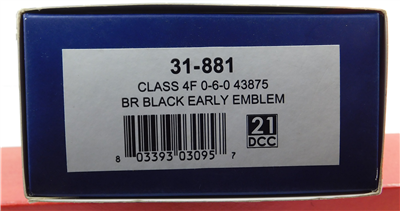 31-881
CLASS 4F 0-6-0 43875
BR BLACK EARLY EMBLEM
21
DCC
8 03393 03095 7